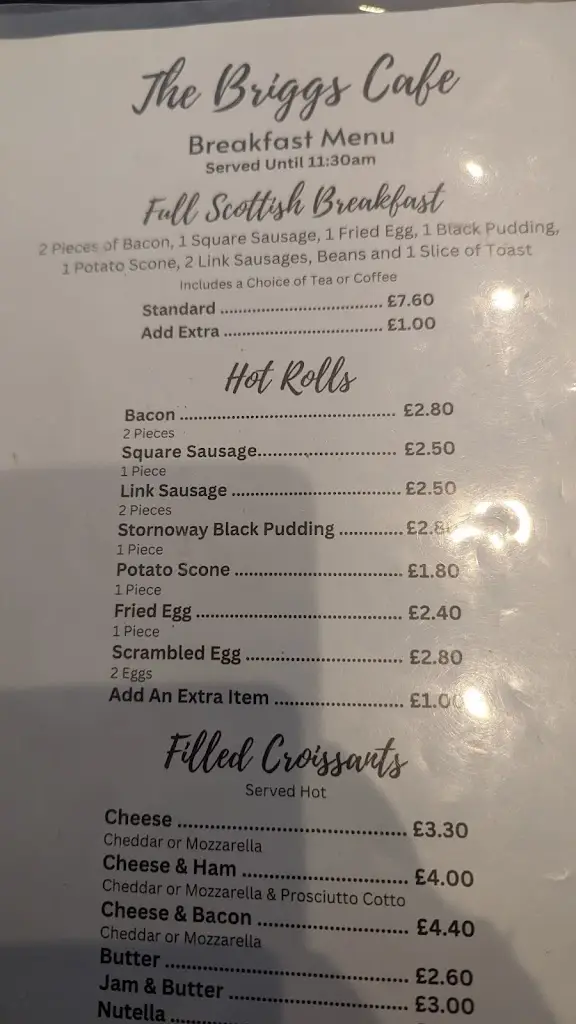 The Briggs Cafe
Breakfast Menu
Served Until 11:30am
Full Scottish Breakfast
2 Pieces of Bacon, 1 Square Sausage, 1 Fried Egg, 1 Black Pudding,
1 Potato Scone, 2 Link Sausages, Beans and 1 Slice of Toast
Includes a Choice of Tea or Coffee
Standard ................................ £7.60
Add Extra ................................ £1.00
Hot Rolls
Bacon ........................................... £2.80
2 Pieces
Square Sausage............................ £2.50
1 Piece
Link Sausage .................................. £2.50
2 Pieces
Stornoway Black Pudding ............. 
1 Piece
Potato Scone .................................. £1.80
1 Piece
Fried Egg ......................................... £2.40
1 Piece
Scrambled Egg ............................... £2.80
2 Eggs
Add An Extra Item .......................... £1.00
Filled Croissants
Served Hot
Cheese .............................................. £3.30
Cheddar or Mozzarella
Cheese & Ham ................................. £4.00
Cheddar or Mozzarella & Prosciutto Cotto
Cheese & Bacon .............................. £4.40
Cheddar or Mozzarella
Butter ................................................ £2.60
Jam & Butter .................................... £3.00
Nutella